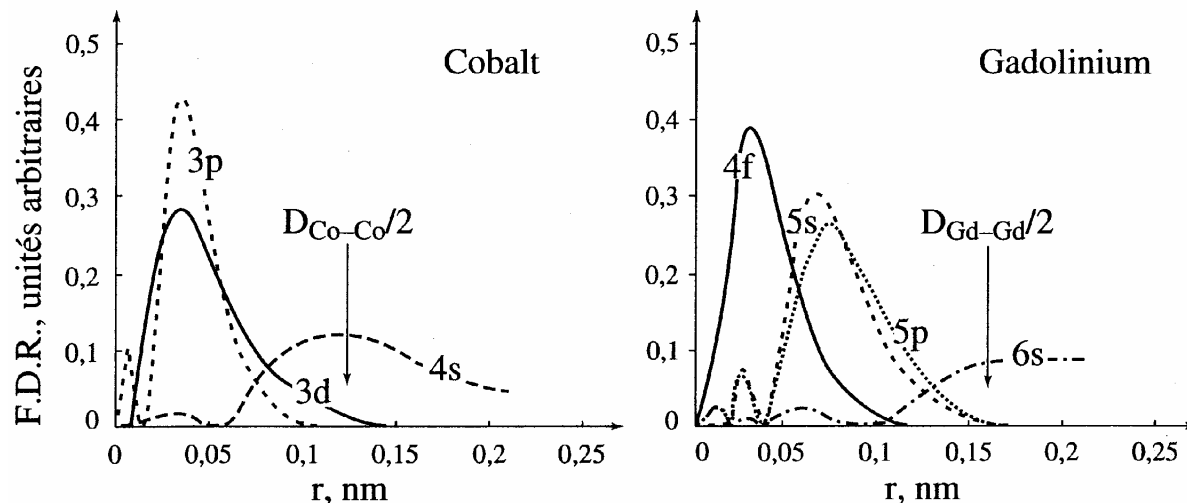 F.D.R., unités arbitraires
Cobalt
0,5
0,4
0,3
0,2
0,1
0
3p
D Co–Co/2
4s
3d
0
0,05
0,1
0,15
0,2
0,25
r, nm
Gadolinium
0,5
0,4
0,3
0,2
0,1
0
4f
5s
D Gd–Gd/2
5p
6s
0
0,05
0,1
0,15
0,2
0,25
r, nm